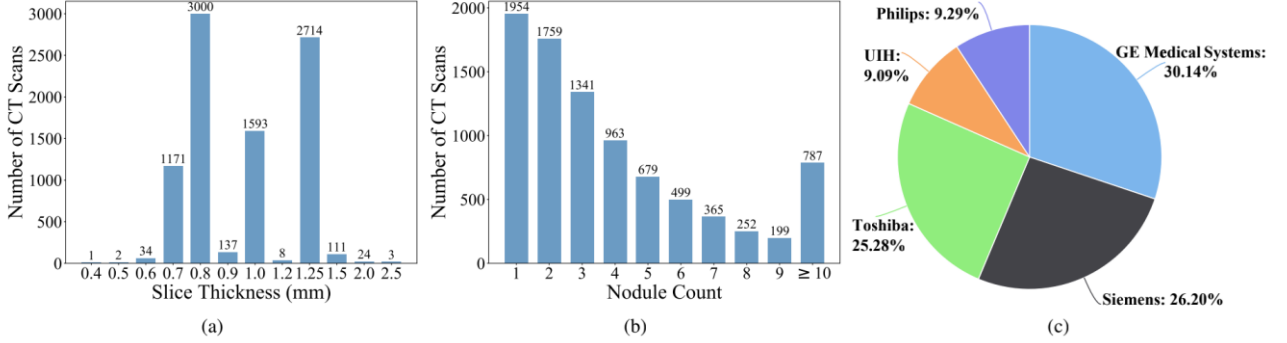 3000
2714
1593
1171
1
2
34
137
8
111
24
3
3000
2500
2000
1500
1000
500
0
0.4 0.5 0.6 0.7 0.8 0.9 1.0 1.2 1.25 1.5 2.0 2.5
Number of CT Scans
Slice Thickness (mm)
(a)
1954
1759
1341
963
679
499
365
252
199
787
2000
1500
1000
500
0
1 2 3 4 5 6 7 8 9 ≥ 10
Number of CT Scans
Nodule Count
(b)
Philips: 9.29%
UIH:
9.09%
GE Medical Systems:
30.14%
Toshiba:
25.28%
Siemens: 26.20%
(c)